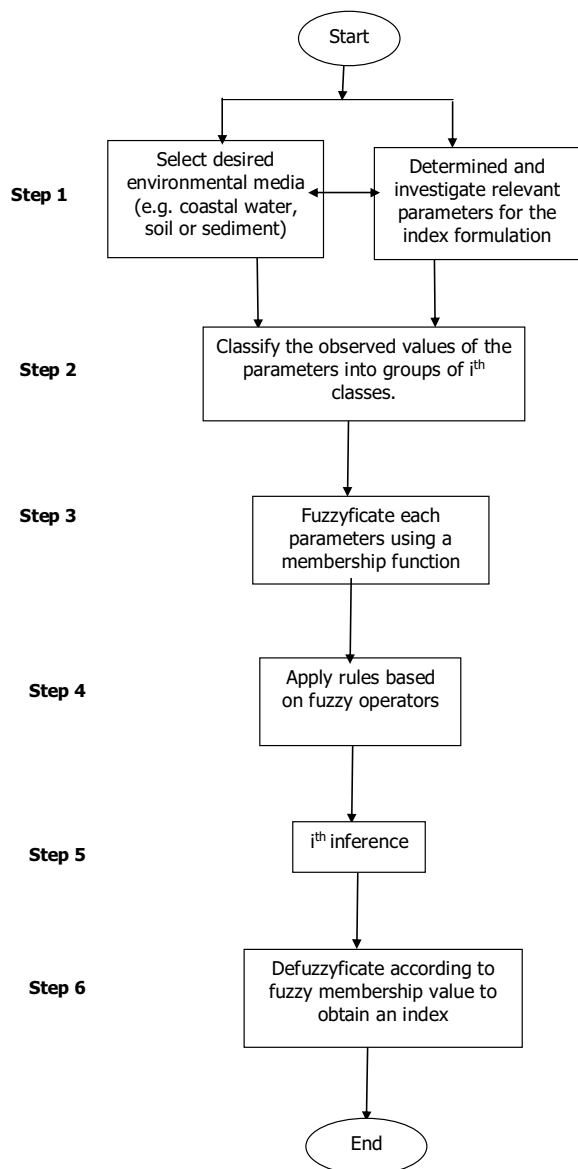 Start
Step 1
Select desired
environmental media
(e.g. coastal water,
soil or sediment)
Determined and
investigate relevant
parameters for the
index formulation
Step 2
Classify the observed values of the
parameters into groups of iᵗʰ
classes.
Step 3
Fuzzyficate each
parameters using a
membership function
Step 4
Apply rules based
on fuzzy operators
Step 5
iᵗʰ inference
Step 6
Defuzzyficate according to
fuzzy membership value to
obtain an index
End